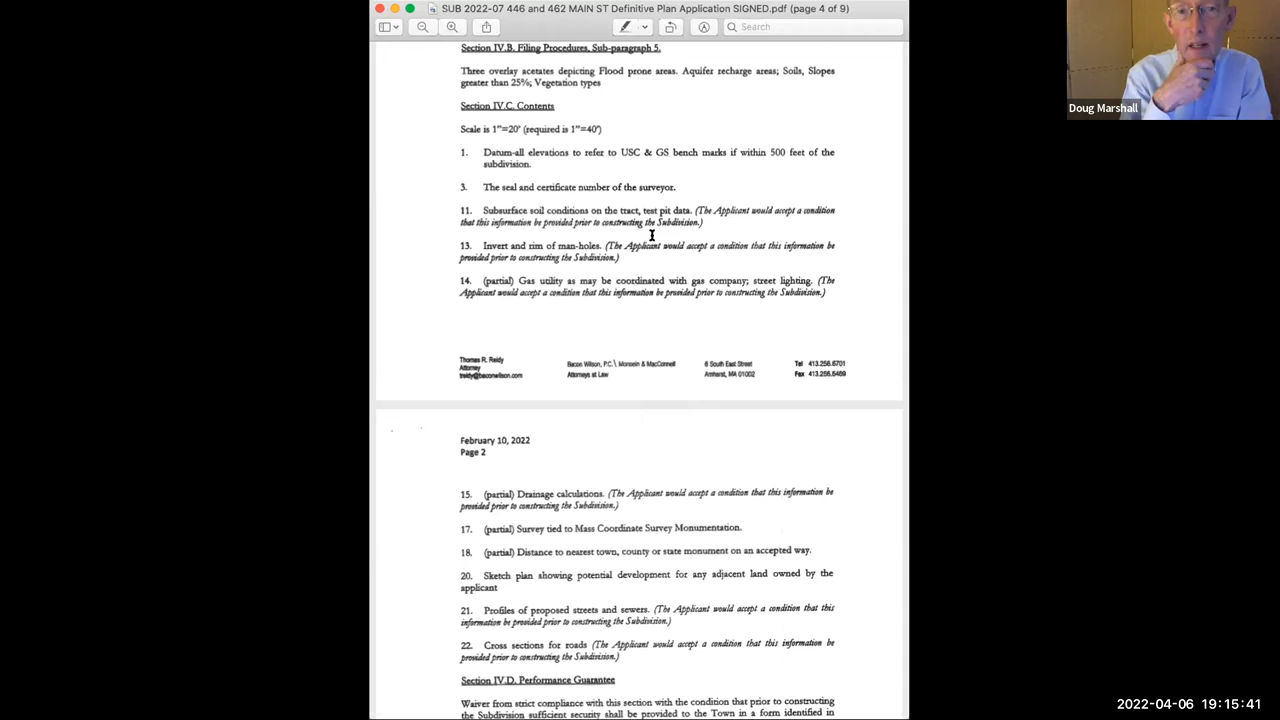 SUB 2022-07 446 and 462 MAIN ST Definitive Plan Application SIGNED.pdf (page 4 of 9)
Search
Doug Marshall
Section IV.B. Filing Procedures, Sub-paragraph 5.
Three overlay acetates depicting Flood prone areas. Aquifer recharge areas; Soils, Slopes
greater than 25%; Vegetation types
Section IV.C. Contents
Scale is 1"=20' (required is 1"=40')
1. Datum-all elevations to refer to USC & GS bench marks if within 500 feet of the
subdivision.
3. The seal and certificate number of the surveyor.
11. Subsurface soil conditions on the tract, test pit data. (The Applicant would accept a condition
that this information be provided prior to constructing the Subdivision.)
13. Invert and rim of man-holes. (The Applicant would accept a condition that this information be
provided prior to constructing the Subdivision.)
14. (partial) Gas utility as may be coordinated with gas company; street lighting. (The
Applicant would accept a condition that this information be provided prior to constructing the Subdivision.)
Thomas R. Reidy
Attorney
treidy@baconwilson.com
Bacon Wilson, P.C.\ Monsein & MacConnell
Attorneys at Law
6 South East Street
Amherst, MA 01002
Tel 413.256.6701
Fax 413.256.6469
February 10, 2022
Page 2
15. (partial) Drainage calculations. (The Applicant would accept a condition that this information be
provided prior to constructing the Subdivision.)
17. (partial) Survey tied to Mass Coordinate Survey Monumentation.
18. (partial) Distance to nearest town, county or state monument on an accepted way.
20. Sketch plan showing potential development for any adjacent land owned by the
applicant
21. Profiles of proposed streets and sewers. (The Applicant would accept a condition that this
information be provided prior to constructing the Subdivision.)
22. Cross sections for roads (The Applicant would accept a condition that this information be
provided prior to constructing the Subdivision.)
Section IV.D. Performance Guarantee
Waiver from strict compliance with this section with the condition that prior to constructing
the Subdivision sufficient security shall be provided to the Town in a form identified in
2022-04-06 19:15:41